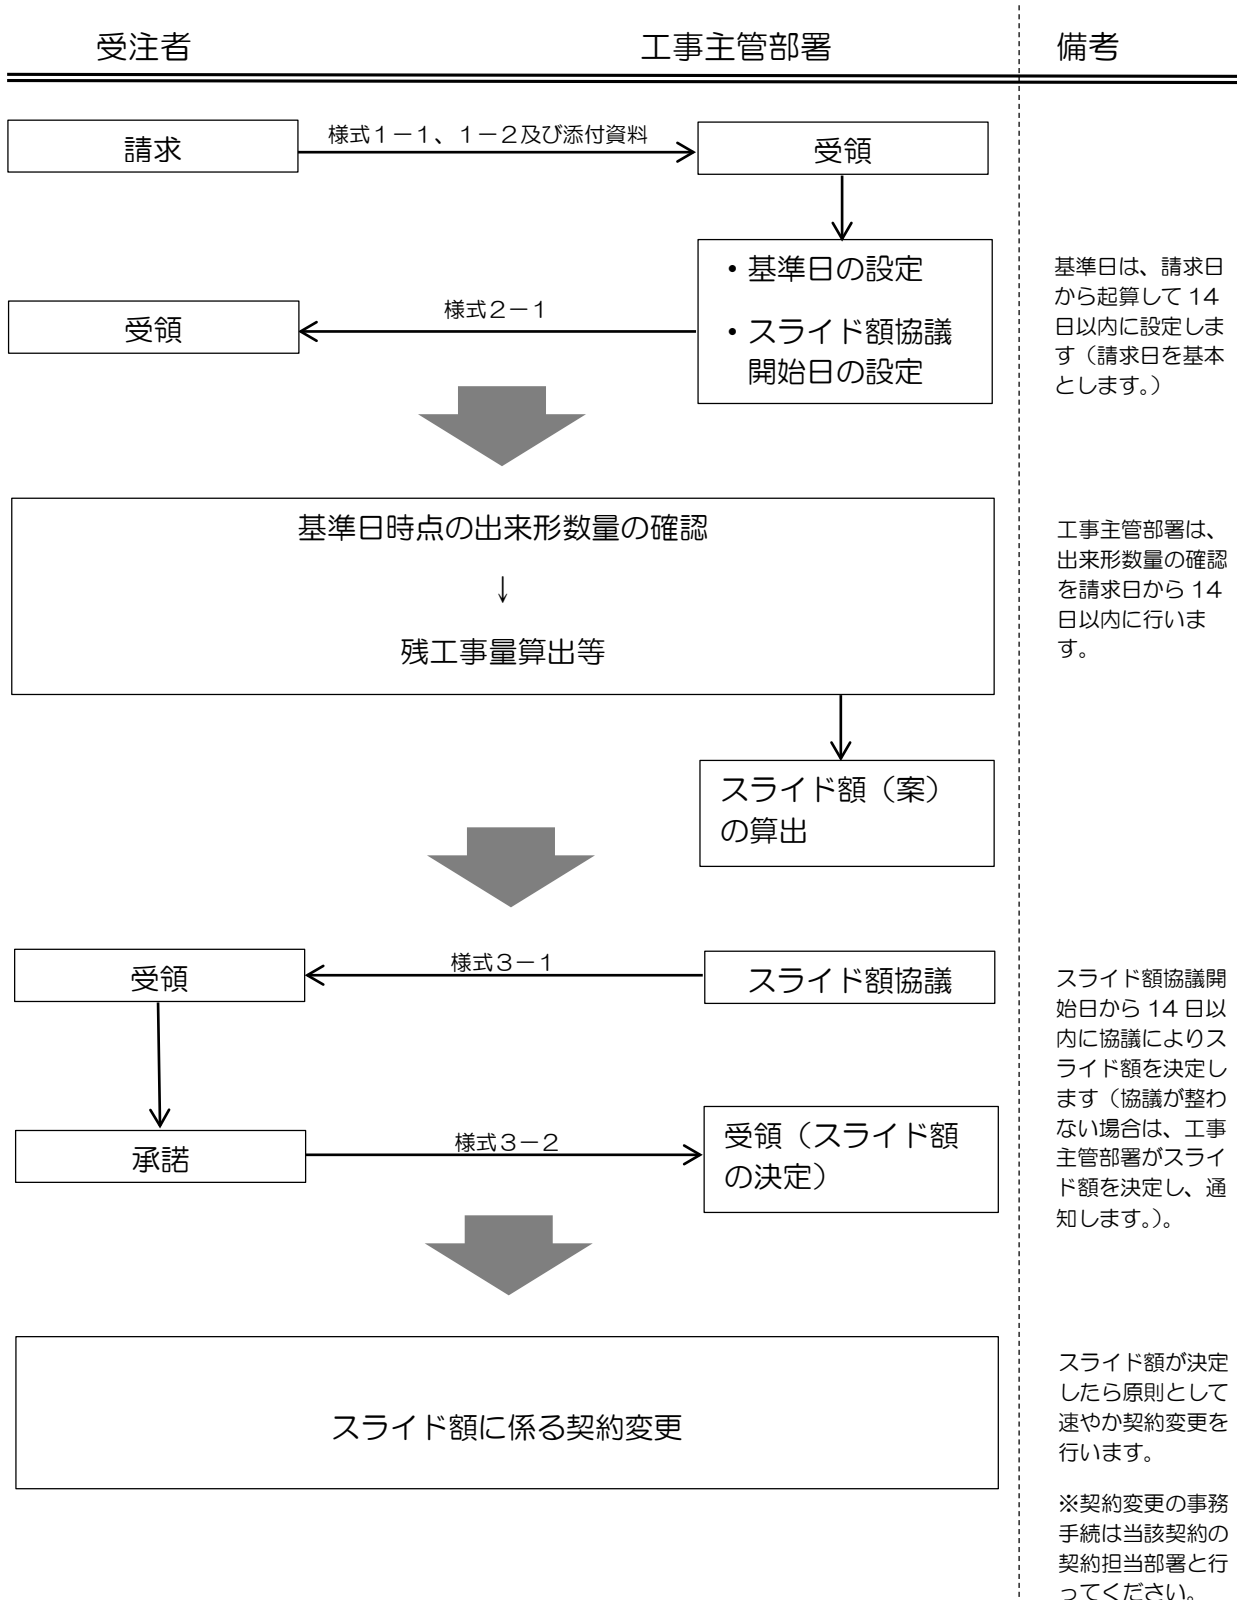 受注者
工事主管部署
備考
請求
様式1－1、1－2及び添付資料
受領
・基準日の設定
・スライド額協議
開始日の設定
様式2－1
受領
基準日は、請求日
から起算して 14
日以内に設定しま
す（請求日を基本
とします。）
基準日時点の出来形数量の確認
↓
残工事量算出等
工事主管部署は、
出来形数量の確認
を請求日から 14
日以内に行いま
す。
スライド額（案）
の算出
受領
様式3－1
スライド額協議
承諾
様式3－2
受領（スライド額
の決定）
スライド額協議開
始日から 14 日以
内に協議によりス
ライド額を決定し
ます（協議が整わ
ない場合は、工事
主管部署がスライ
ド額を決定し、通
知します。）。
スライド額に係る契約変更
スライド額が決定
したら原則として
速やか契約変更を
行います。
※契約変更の事務
手続は当該契約の
契約担当部署と行
ってください。